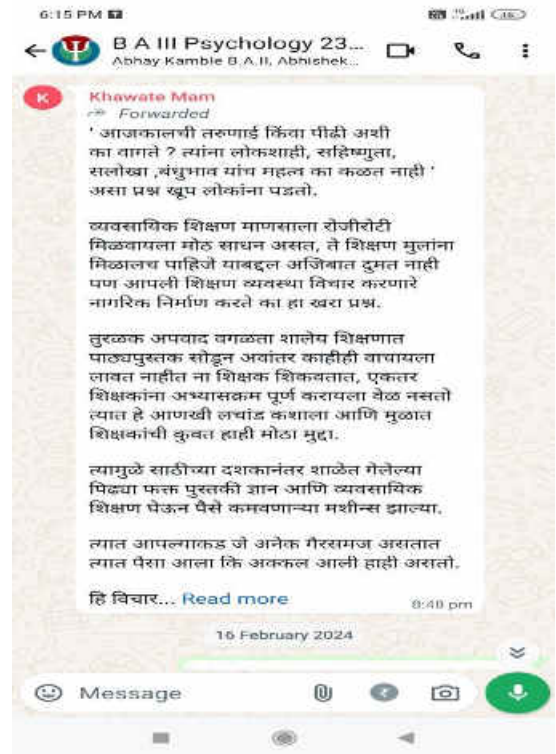 6:15 PM
B A III Psychology 23...
Abhay Kamble B.A.II, Abhishek...
K
Khawate Mam
Forwarded
' आजकालची तरुणाई किंवा पीढी अशी
का वागते ? त्यांना लोकशाही, सहिष्णुता,
सलोखा ,बंधुभाव यांच महत्व का कळत नाही '
असा प्रश्न खूप लोकांना पडतो.
व्यवसायिक शिक्षण माणसाला रोजीरोटी
मिळवायला मोठ साधन असत, ते शिक्षण मुलांना
मिळालच पाहिजे याबद्दल अजिबात दुमत नाही
पण आपली शिक्षण व्यवस्था विचार करणारे
नागरिक निर्माण करते का हा खरा प्रश्न.
तुरळक अपवाद वगळता शालेय शिक्षणात
पाठ्यपुस्तक सोडून अवांतर काहीही वाचायला
लावत नाहीत ना शिक्षक शिकवतात, एकतर
शिक्षकांना अभ्यासक्रम पूर्ण करायला वेळ नसतो
त्यात हे आणखी लचांड कशाला आणि मुळात
शिक्षकांची कुवत हाही मोठा मुद्दा.
त्यामुळे साठीच्या दशकानंतर शाळेत गेलेल्या
पिढ्या फक्त पुस्तकी ज्ञान आणि व्यवसायिक
शिक्षण घेऊन पैसे कमवणाऱ्या मशीन्स झाल्या.
त्यात आपल्याकड जे अनेक गैरसमज असतात
त्यात पैसा आला कि अक्कल आली हाही असतो.
हि विचार... Read more
8:48 pm
16 February 2024
Message